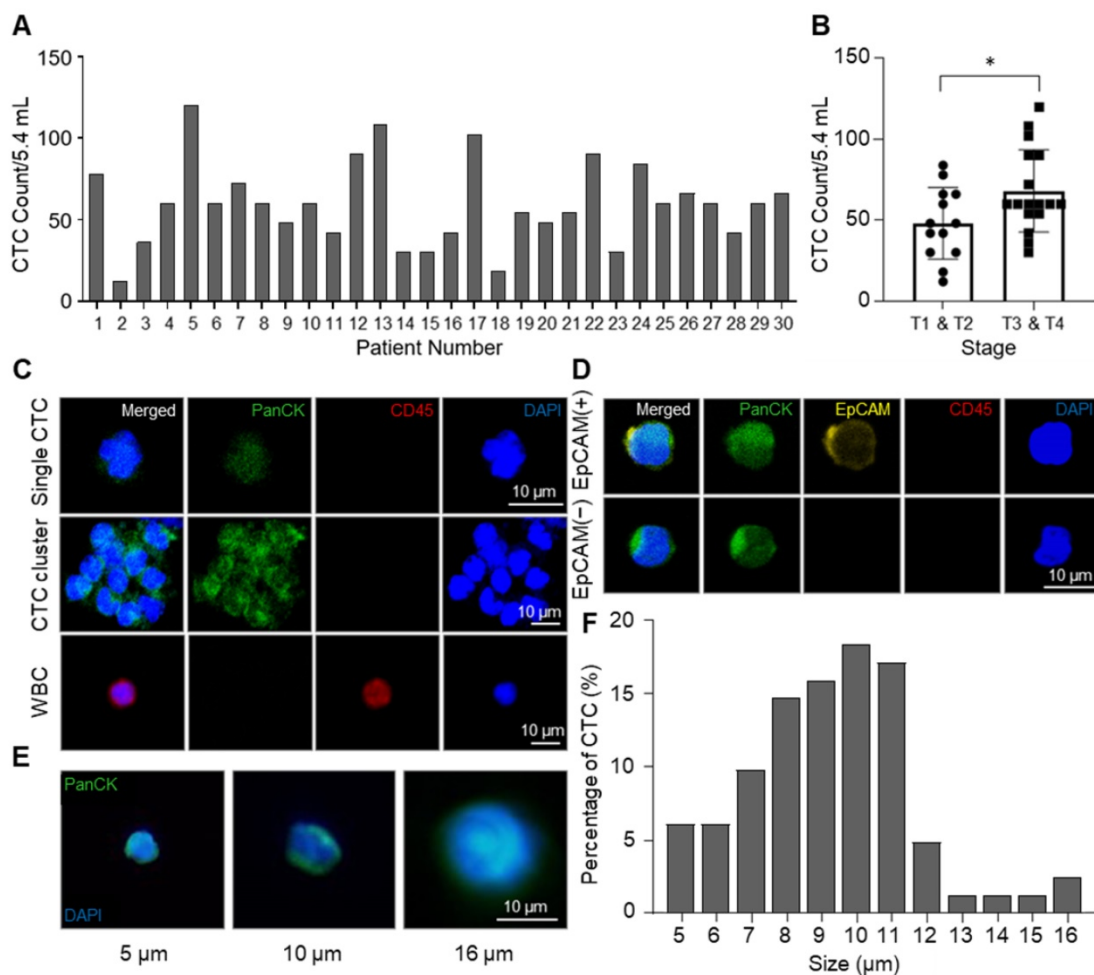 A
CTC Count/5.4 mL
150
100
50
0
1 2 3 4 5 6 7 8 9 10 11 12 13 14 15 16 17 18 19 20 21 22 23 24 25 26 27 28 29 30
Patient Number
B
CTC Count/5.4 mL
150
100
50
0
*
T1 & T2 T3 & T4
Stage
C
Merged PanCK CD45 DAPI
Single CTC
10 µm
CTC cluster
10 µm
WBC
10 µm
D
Merged PanCK EpCAM CD45 DAPI
EpCAM(+)
EpCAM(−)
10 µm
E
PanCK
DAPI
10 µm
5 µm 10 µm 16 µm
F
Percentage of CTC (%)
20
15
10
5
0
5 6 7 8 9 10 11 12 13 14 15 16
Size (µm)